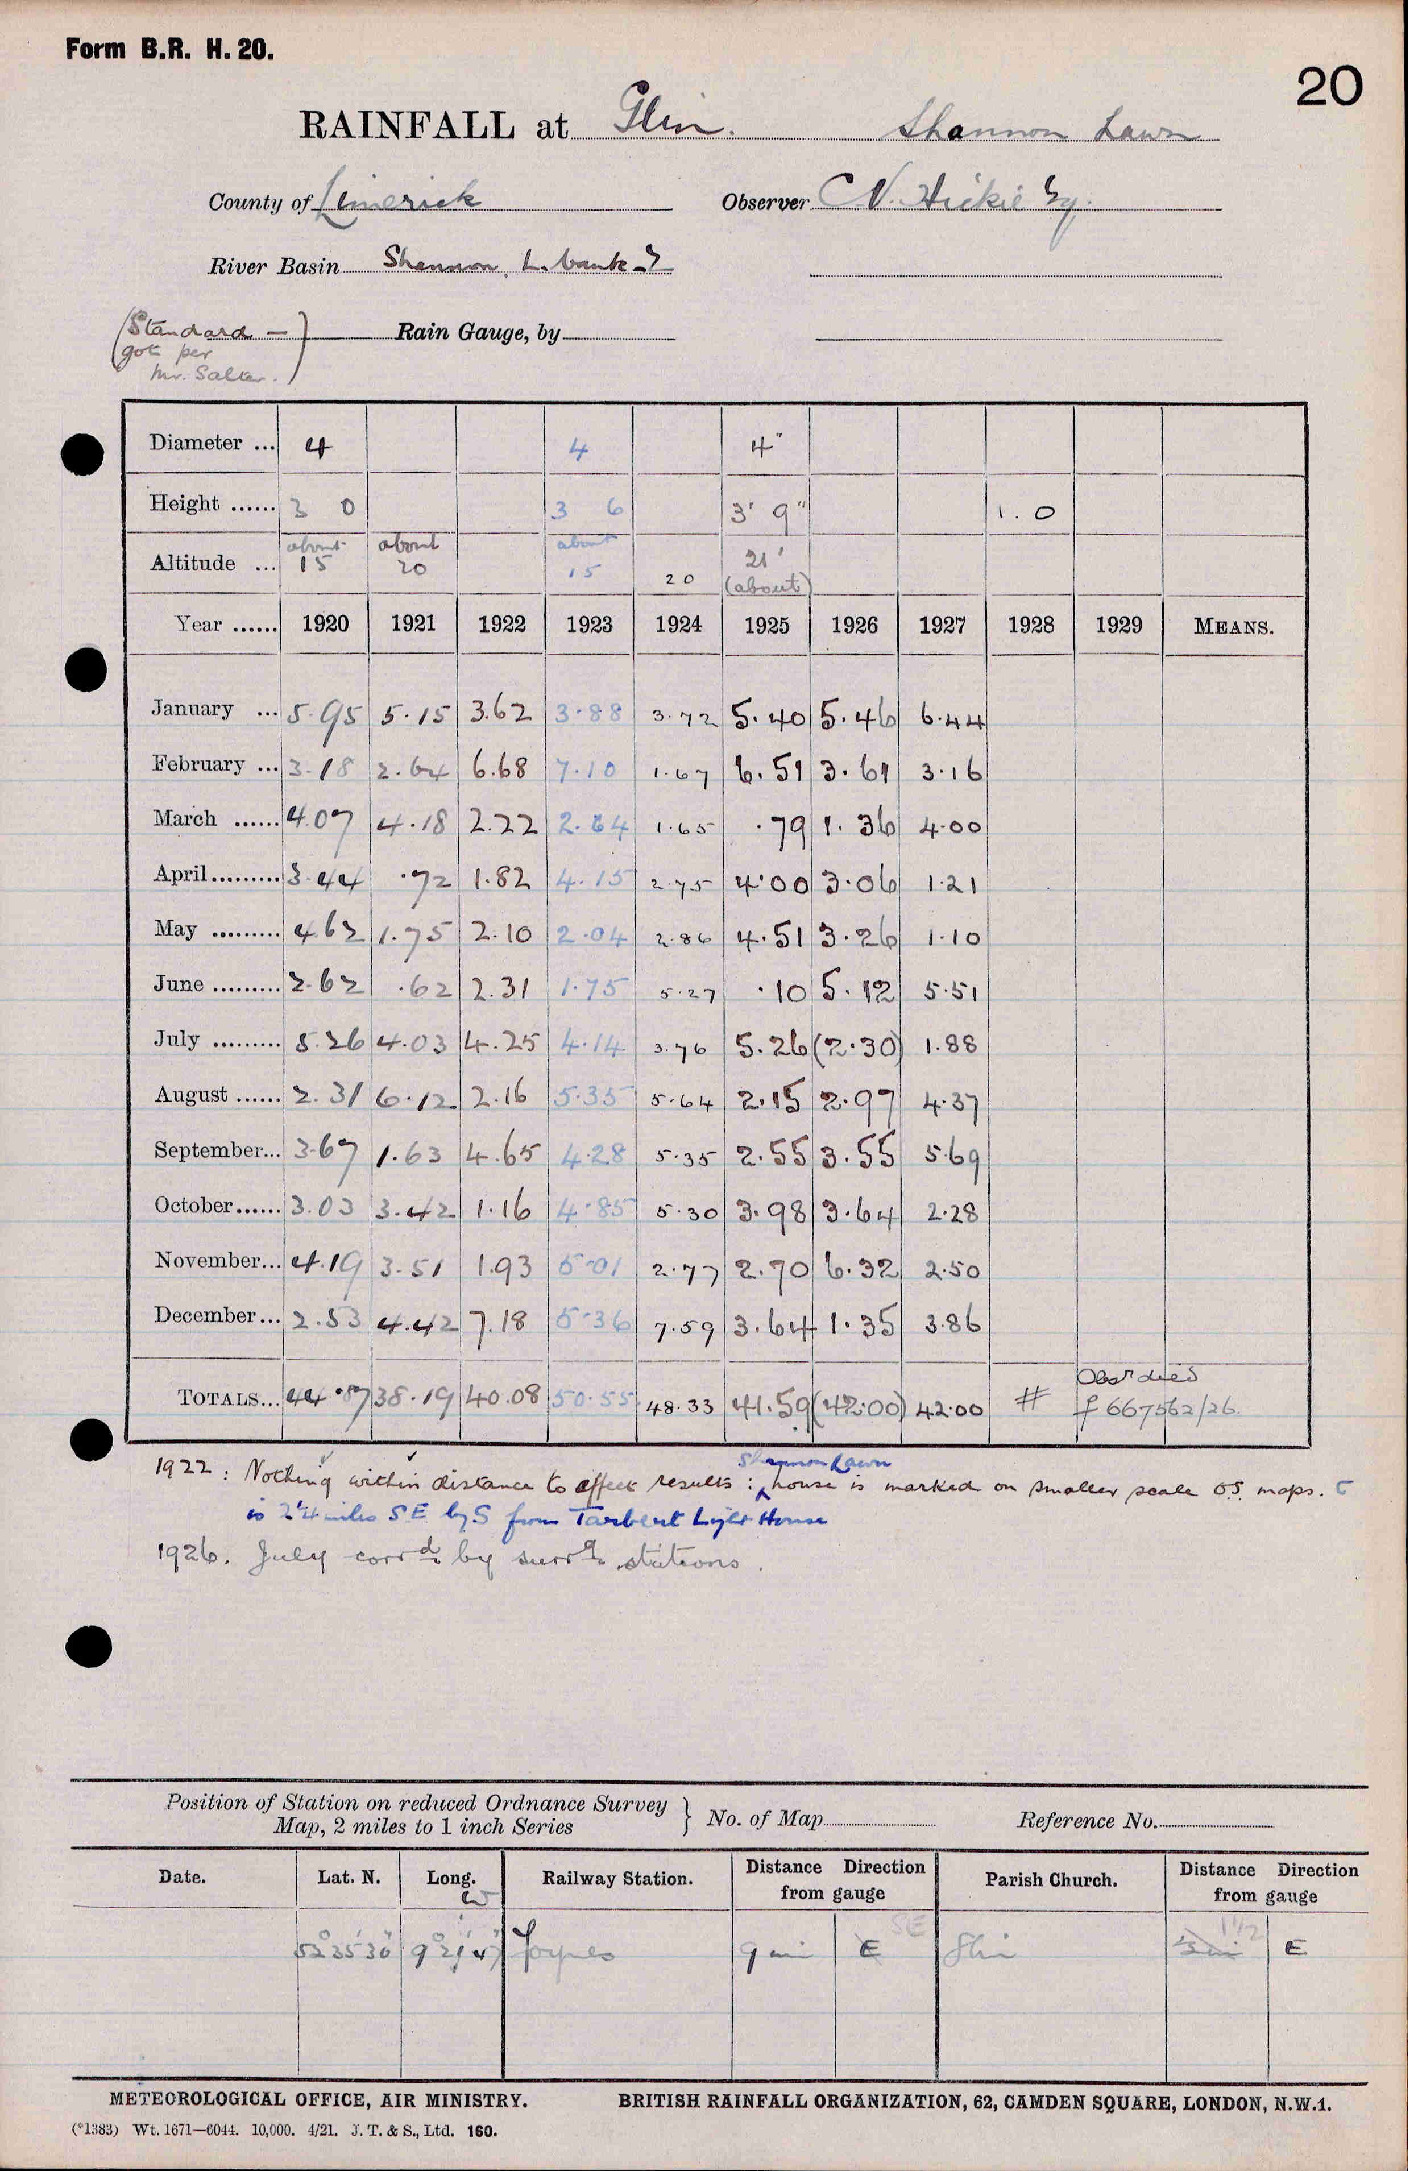 Form B.R. H. 20.
20
RAINFALL at Glin. Shannon Lawn
County of Limerick Observer C V. Hickie Esq.
River Basin Shannon, L. bank
(Standard — Rain Gauge, by
got per
Mr. Salter.)
Diameter ... 4 4 4"
Height ...... 3 0 3 6 3' 9" 1. 0
Altitude ... about 15 about 20 about 15 20 21' (about)
Year ...... 1920 1921 1922 1923 1924 1925 1926 1927 1928 1929 MEANS.
January ... 5.95 5.15 3.62 3.88 3.72 5.40 5.46 6.44
February ... 3.18 2.64 6.68 7.10 1.67 6.51 3.61 3.16
March ...... 4.07 4.18 2.22 2.64 1.65 .79 1.36 4.00
April ......... 3.44 .72 1.82 4.15 2.75 4.00 3.06 1.21
May ......... 4.62 1.75 2.10 2.04 2.86 4.51 3.26 1.10
June ......... 2.62 .62 2.31 1.75 5.27 .10 5.12 5.51
July ......... 5.26 4.03 4.25 4.14 3.76 5.26 (2.30) 1.88
August ...... 2.31 6.12 2.16 5.35 5.64 2.15 2.97 4.37
September... 3.67 1.63 4.65 4.28 5.35 2.55 3.55 5.69
October...... 3.03 3.42 1.16 4.85 5.30 3.98 3.64 2.28
November... 4.19 3.51 1.93 5.01 2.77 2.70 6.32 2.50
December... 2.53 4.42 7.18 5.36 7.59 3.64 1.35 3.86
Obsr died
TOTALS... 44.87 38.19 40.08 50.55 48.33 41.59 (42.00) 42.00 # f 667562/26.
Shannon Lawn
1922 : Nothing within distance to affect results : house is marked on smaller scale O.S. maps.
is 2¼ miles SE by S from Tarbert Light House
1926. July corrd. by surrg. stations.
Position of Station on reduced Ordnance Survey
Map, 2 miles to 1 inch Series } No. of Map Reference No.
Date. Lat. N. Long. W Railway Station. Distance Direction from gauge Parish Church. Distance Direction from gauge
SE 1½
52° 35' 30" 9° 21' 47" Foynes 9 mi E Glin E
METEOROLOGICAL OFFICE, AIR MINISTRY. BRITISH RAINFALL ORGANIZATION, 62, CAMDEN SQUARE, LONDON, N.W.1.
(*1383) Wt. 1671—6044. 10,000. 4/21. J. T. & S., Ltd. 160.